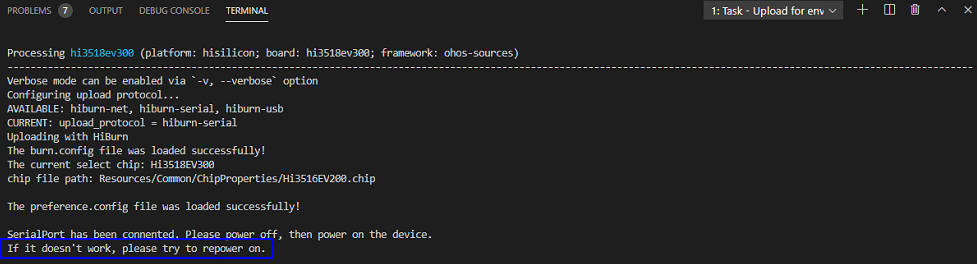 PROBLEMS 7 OUTPUT DEBUG CONSOLE TERMINAL 1: Task - Upload for env
Processing hi3518ev300 (platform: hisilicon; board: hi3518ev300; framework: ohos-sources)
Verbose mode can be enabled via `-v, --verbose` option
Configuring upload protocol...
AVAILABLE: hiburn-net, hiburn-serial, hiburn-usb
CURRENT: upload_protocol = hiburn-serial
Uploading with HiBurn
The burn.config file was loaded successfully!
The current select chip: Hi3518EV300
chip file path: Resources/Common/ChipProperties/Hi3516EV200.chip
The preference.config file was loaded successfully!
SerialPort has been connented. Please power off, then power on the device.
If it doesn't work, please try to repower on.